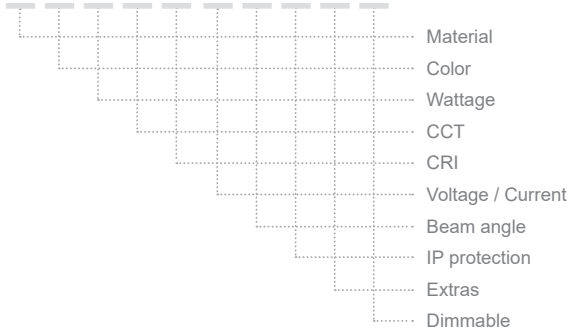 Material
Color
Wattage
CCT
CRI
Voltage / Current
Beam angle
IP protection
Extras
Dimmable